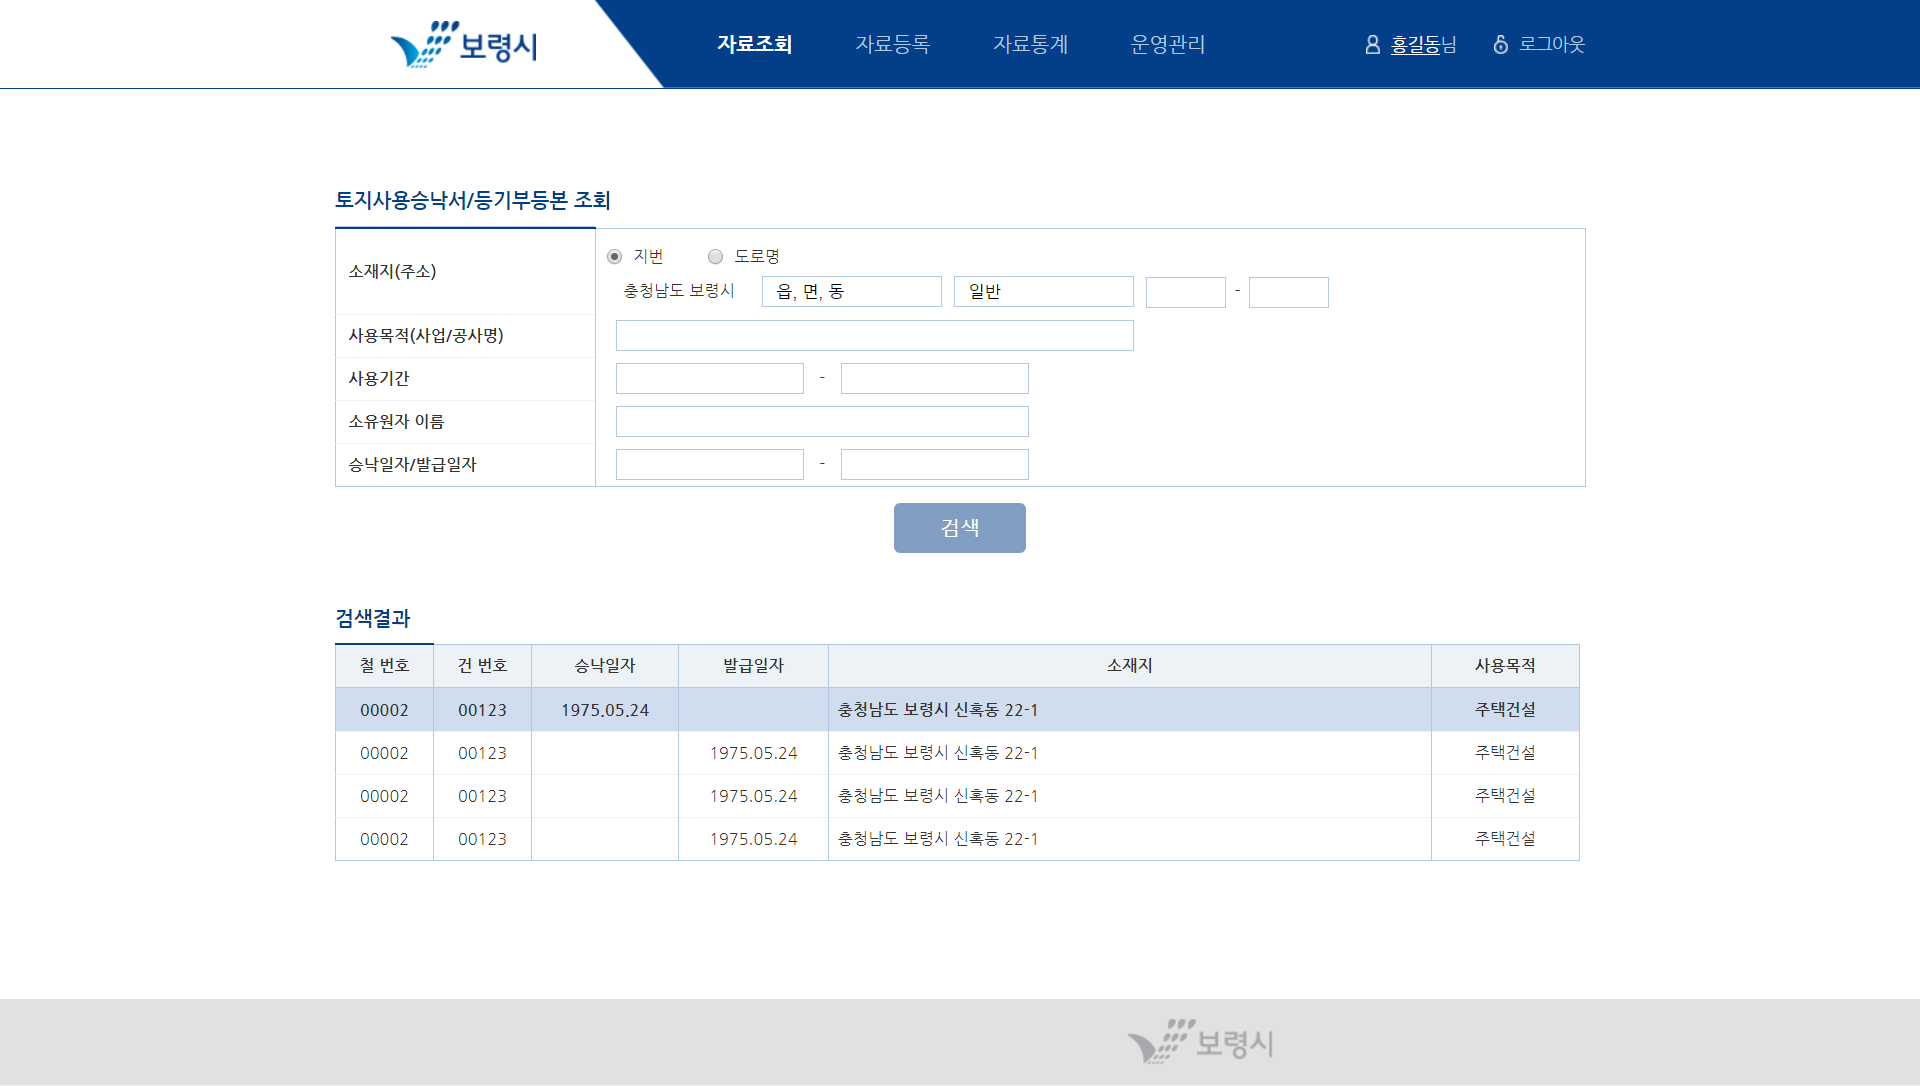 보령시
자료조회 자료등록 자료통계 운영관리 홍길동님 로그아웃
토지사용승낙서/등기부등본 조회
소재지(주소) 지번 도로명
충청남도 보령시 읍, 면, 동 일반 -
사용목적(사업/공사명)
사용기간 -
소유원자 이름
승낙일자/발급일자 -
검색
검색결과
철 번호 건 번호 승낙일자 발급일자 소재지 사용목적
00002 00123 1975.05.24 충청남도 보령시 신흑동 22-1 주택건설
00002 00123 1975.05.24 충청남도 보령시 신흑동 22-1 주택건설
00002 00123 1975.05.24 충청남도 보령시 신흑동 22-1 주택건설
00002 00123 1975.05.24 충청남도 보령시 신흑동 22-1 주택건설
보령시